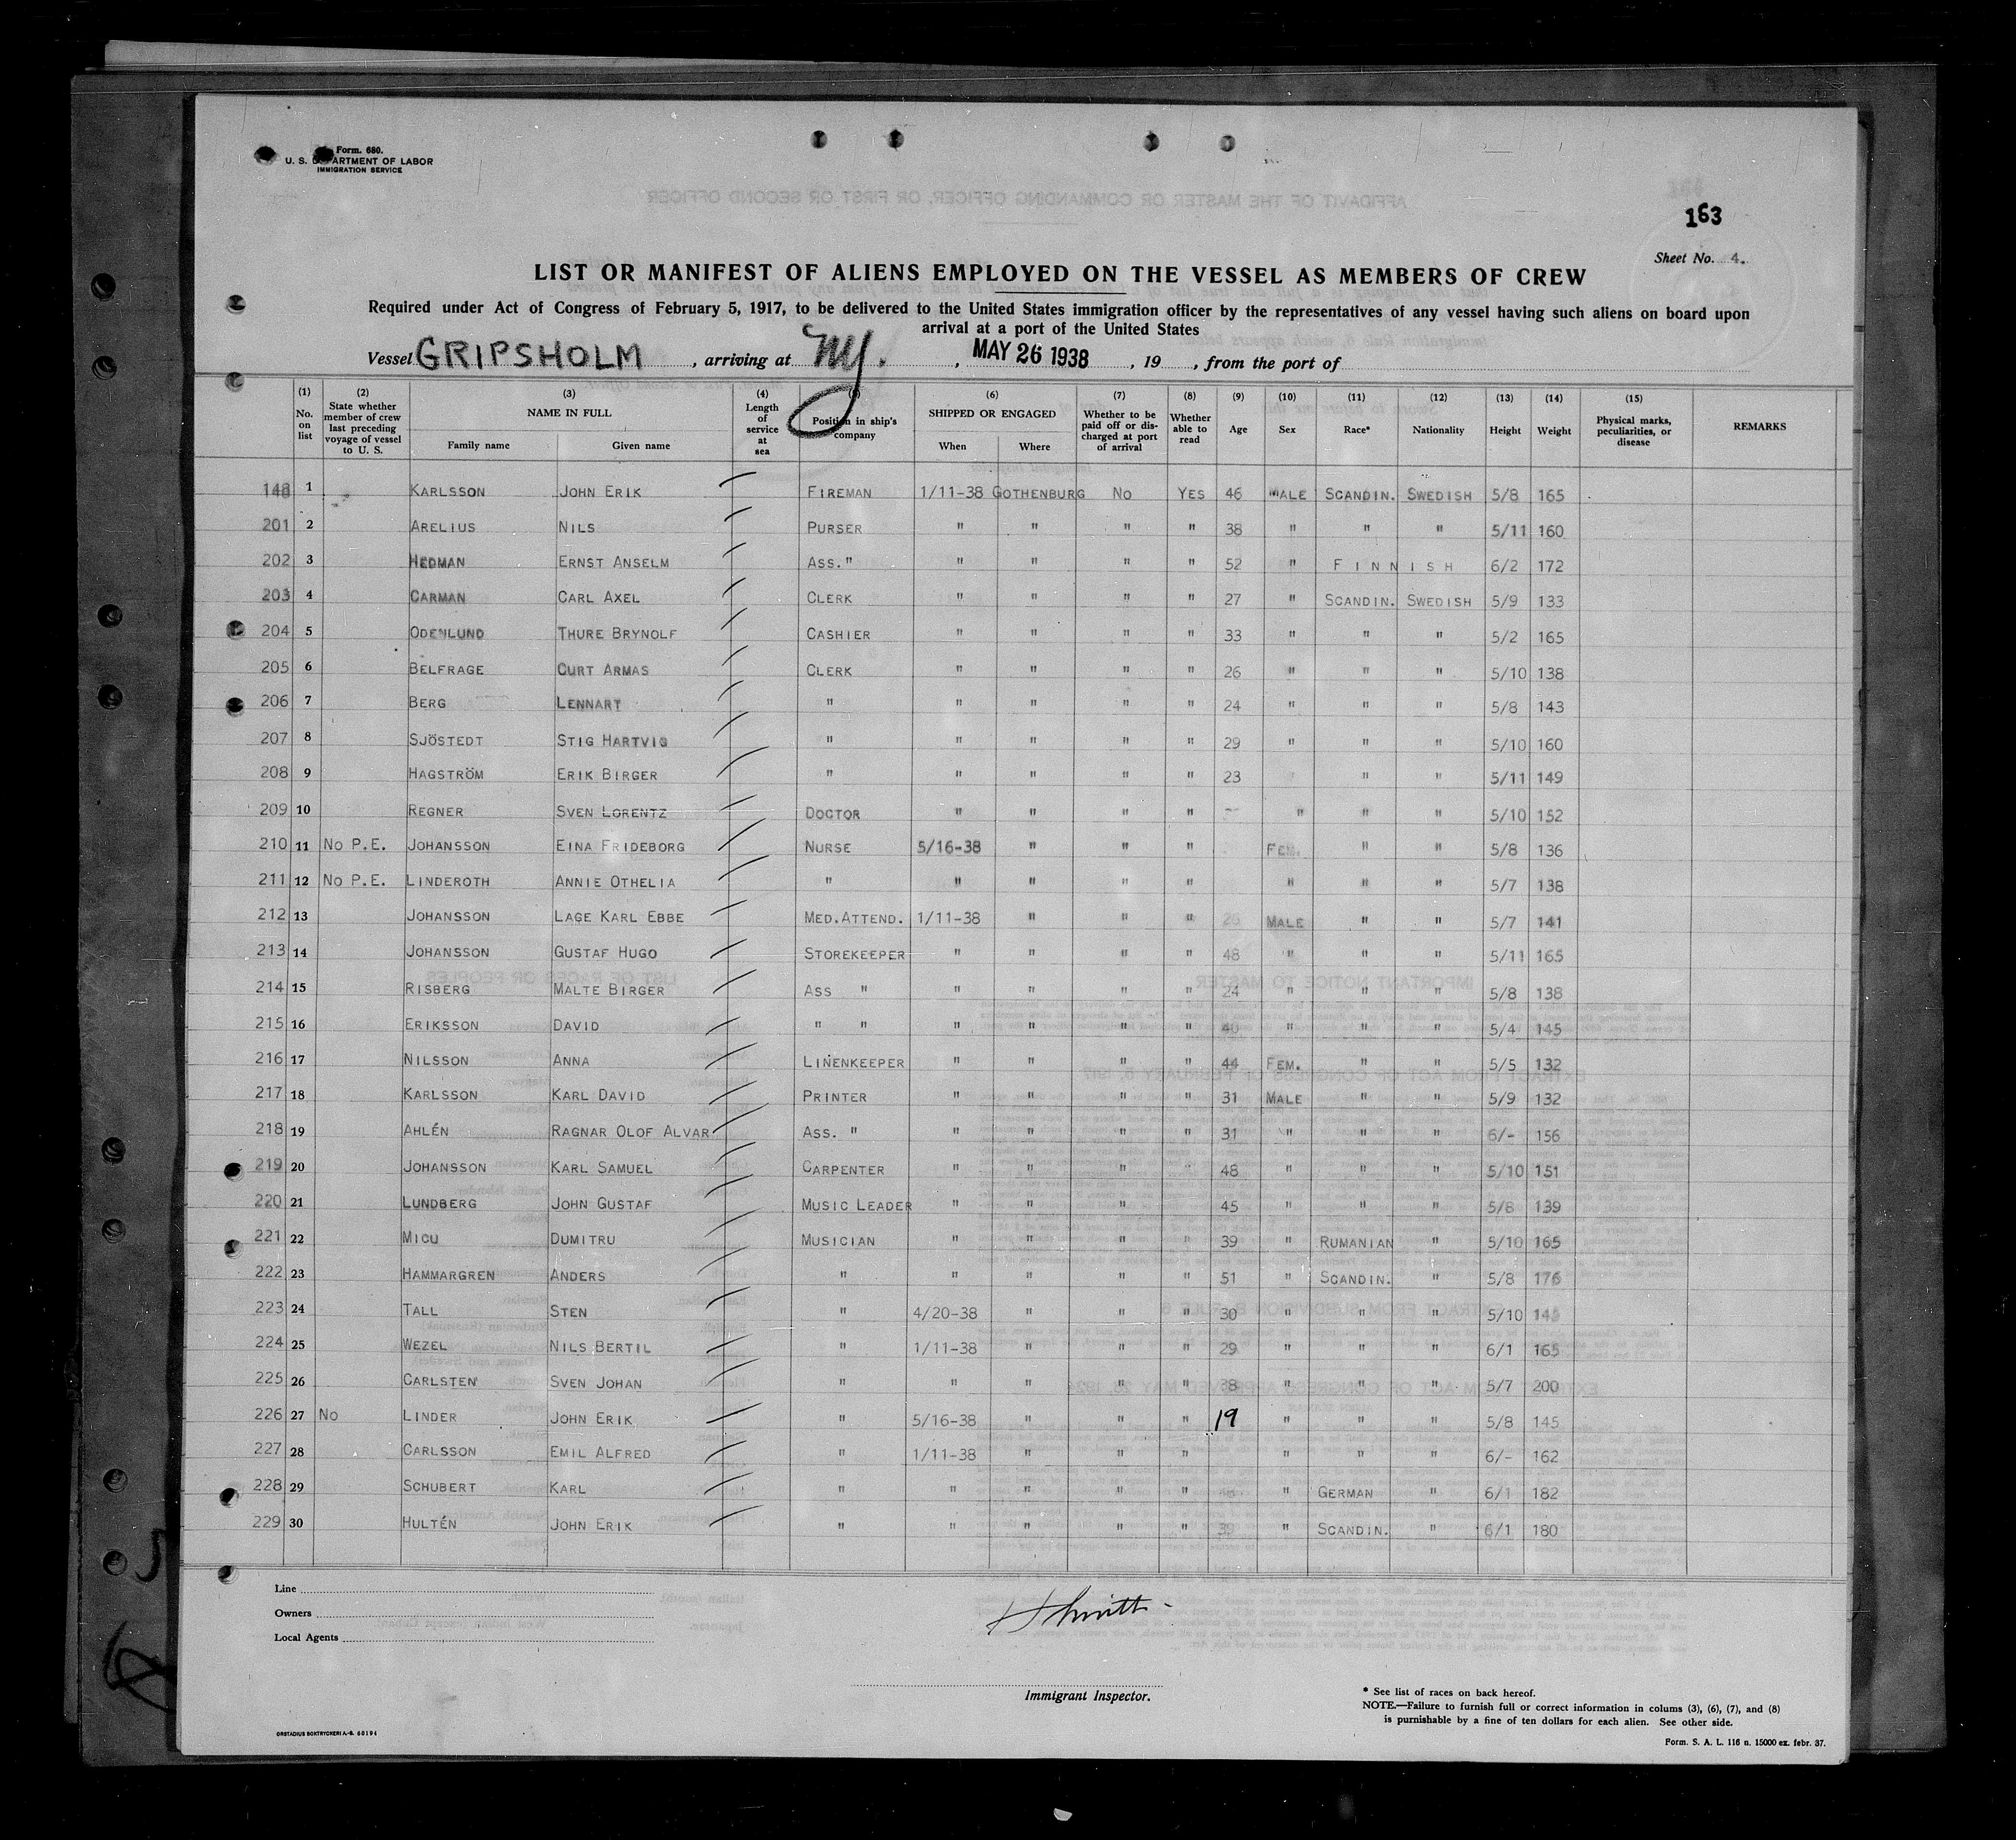 Form. 680.
U. S. D ARTMENT OF LABOR
IMMIGRATION SERVICE
AFFIDAVIT OF THE MASTER OR COMMANDING OFFICER, OR FIRST OR SECOND OFFICER
163
Sheet No. 4.
LIST OR MANIFEST OF ALIENS EMPLOYED ON THE VESSEL AS MEMBERS OF CREW
Required under Act of Congress of February 5, 1917, to be delivered to the United States immigration officer by the representatives of any vessel having such aliens on board upon
arrival at a port of the United States
Vessel GRIPSHOLM, arriving at NY. , MAY 26 1938 , 19 , from the port of
(1) No. on list (2) State whether member of crew last preceding voyage of vessel to U. S. (3) NAME IN FULL Family name Given name (4) Length of service at sea Position in ship's company (6) SHIPPED OR ENGAGED When Where (7) Whether to be paid off or discharged at port of arrival (8) Whether able to read (9) Age (10) Sex (11) Race* (12) Nationality (13) Height (14) Weight (15) Physical marks, peculiarities, or disease REMARKS
148 1 KARLSSON JOHN ERIK FIREMAN 1/11-38 GOTHENBURG NO YES 46 MALE SCANDIN. SWEDISH 5/8 165
201 2 ARELIUS NILS PURSER " " " " 38 " " " 5/11 160
202 3 HEDMAN ERNST ANSELM ASS. " " " " " 52 " FINNISH 6/2 172
203 4 CARMAN CARL AXEL CLERK " " " " 27 " SCANDIN. SWEDISH 5/9 133
204 5 ODENLUND THURE BRYNOLF CASHIER " " " " 33 " " " 5/2 165
205 6 BELFRAGE CURT ARMAS CLERK " " " " 26 " " " 5/10 138
206 7 BERG LENNART " " " " " 24 " " " 5/8 143
207 8 SJÖSTEDT STIG HARTVIG " " " " " 29 " " " 5/10 160
208 9 HAGSTRÖM ERIK BIRGER " " " " " 23 " " 5/11 149
209 10 REGNER SVEN LORENTZ DOCTOR " " " " " " " 5/10 152
210 11 NO P.E. JOHANSSON EINA FRIDEBORG NURSE 5/16-38 " " " FEM. " " 5/8 136
211 12 NO P.E. LINDEROTH ANNIE OTHELIA " " " " " " " " 5/7 138
212 13 JOHANSSON LAGE KARL EBBE MED.ATTEND. 1/11-38 " " " 26 MALE " " 5/7 141
213 14 JOHANSSON GUSTAF HUGO STOREKEEPER " " " " 48 " " " 5/11 165
214 15 RISBERG MALTE BIRGER ASS " " " " " 24 " " " 5/8 138
215 16 ERIKSSON DAVID " " " " " " 40 " " " 5/4 145
216 17 NILSSON ANNA LINENKEEPER " " " " 44 FEM. " " 5/5 132
217 18 KARLSSON KARL DAVID PRINTER " " " " 31 MALE " " 5/9 132
218 19 AHLÉN RAGNAR OLOF ALVAR ASS. " " " " " 31 " " " 6/- 156
219 20 JOHANSSON KARL SAMUEL CARPENTER " " " " 48 " " " 5/10 151
220 21 LUNDBERG JOHN GUSTAF MUSIC LEADER " " " 45 " " " 5/8 139
221 22 MICU DUMITRU MUSICIAN " " " " 39 " RUMANIAN " 5/10 165
222 23 HAMMARGREN ANDERS " " " " " 51 " SCANDIN. " 5/8 176
223 24 TALL STEN " 4/20-38 " " " 30 " " " 5/10 145
224 25 WEZEL NILS BERTIL " 1/11-38 " " " 29 " " " 6/1 165
225 26 CARLSTEN SVEN JOHAN " " " " " 38 " " " 5/7 200
226 27 NO LINDER JOHN ERIK " 5/16-38 " " " 19 " " " 5/8 145
227 28 CARLSSON EMIL ALFRED " 1/11-38 " " " " " " 6/- 162
228 29 SCHUBERT KARL " " " " " " GERMAN " 6/1 182
229 30 HULTÉN JOHN ERIK " " " " " 39 " SCANDIN. " 6/1 180
Line
Owners
Local Agents
Immigrant Inspector.
* See list of races on back hereof.
NOTE.—Failure to furnish full or correct information in colums (3), (6), (7), and (8)
is punishable by a fine of ten dollars for each alien. See other side.
ORSTADIUS BOKTRYCKERI A.-B. 60194
Form. S. A. L. 116 n. 15000 ex. febr. 37.